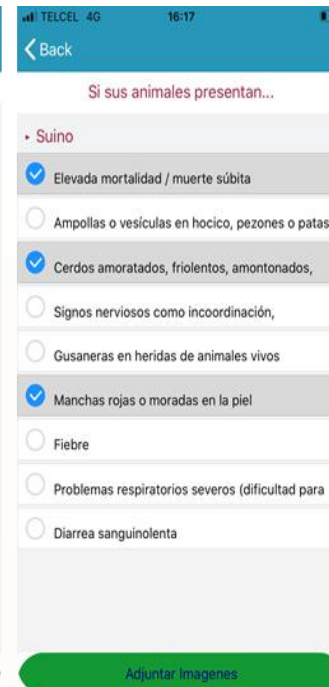 TELCEL 4G 16:17
Back
Si sus animales presentan...
Suino
Elevada mortalidad / muerte súbita
Ampollas o vesículas en hocico, pezones o patas
Cerdos amoratados, friolentos, amontonados,
Signos nerviosos como incoordinación,
Gusaneras en heridas de animales vivos
Manchas rojas o moradas en la piel
Fiebre
Problemas respiratorios severos (dificultad para
Diarrea sanguinolenta
Adjuntar Imagenes